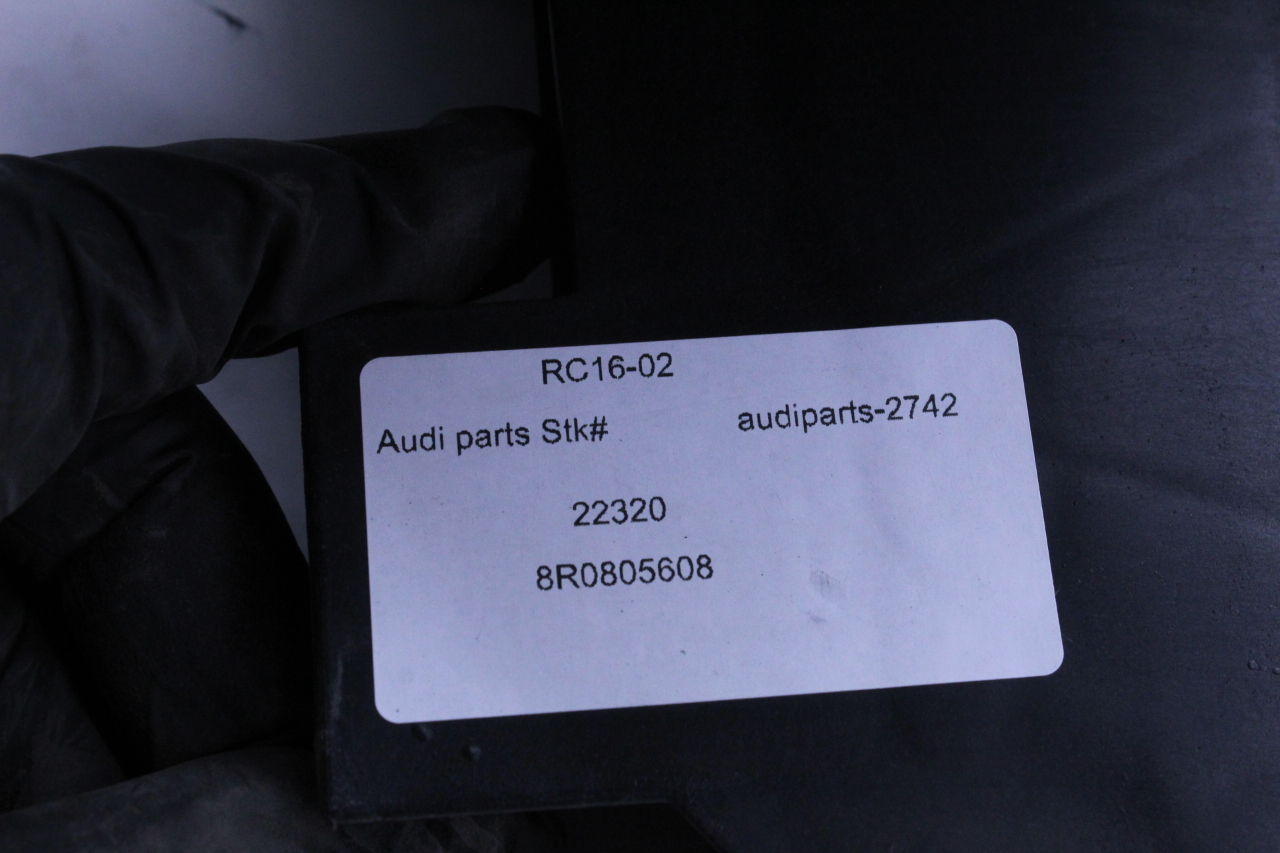 RC16-02
Audi parts Stk# audiparts-2742
22320
8R0805608